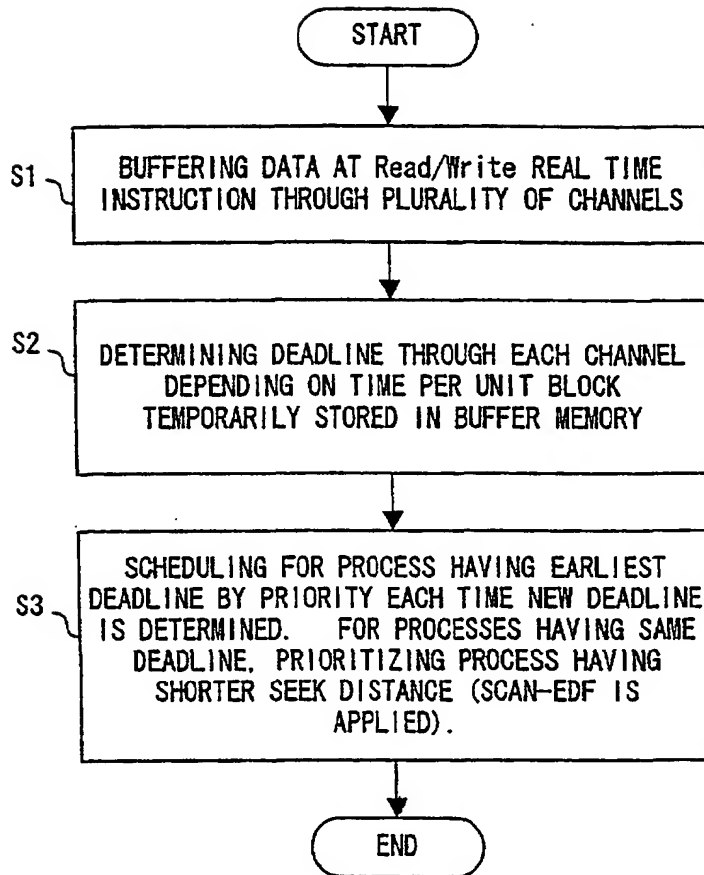 START
S1
BUFFERING DATA AT Read/Write REAL TIME
INSTRUCTION THROUGH PLURALITY OF CHANNELS
S2
DETERMINING DEADLINE THROUGH EACH CHANNEL
DEPENDING ON TIME PER UNIT BLOCK
TEMPORARILY STORED IN BUFFER MEMORY
S3
SCHEDULING FOR PROCESS HAVING EARLIEST
DEADLINE BY PRIORITY EACH TIME NEW DEADLINE
IS DETERMINED. FOR PROCESSES HAVING SAME
DEADLINE, PRIORITIZING PROCESS HAVING
SHORTER SEEK DISTANCE (SCAN-EDF IS
APPLIED).
END